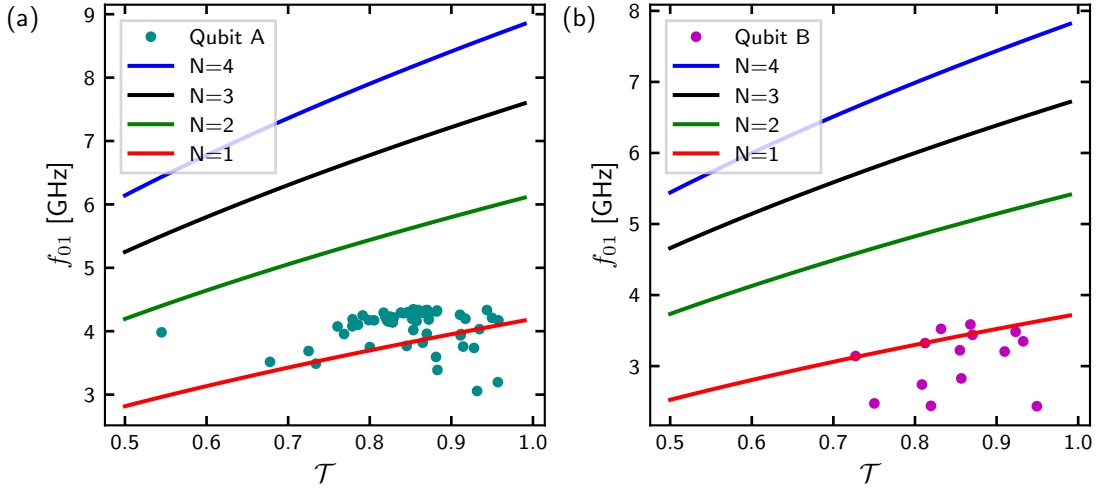 (a)
9
8
7
6
5
4
3
f₀₁ [GHz]
Qubit A
N=4
N=3
N=2
N=1
0.5 0.6 0.7 0.8 0.9 1.0
𝒯
(b)
8
7
6
5
4
3
f₀₁ [GHz]
Qubit B
N=4
N=3
N=2
N=1
0.5 0.6 0.7 0.8 0.9 1.0
𝒯